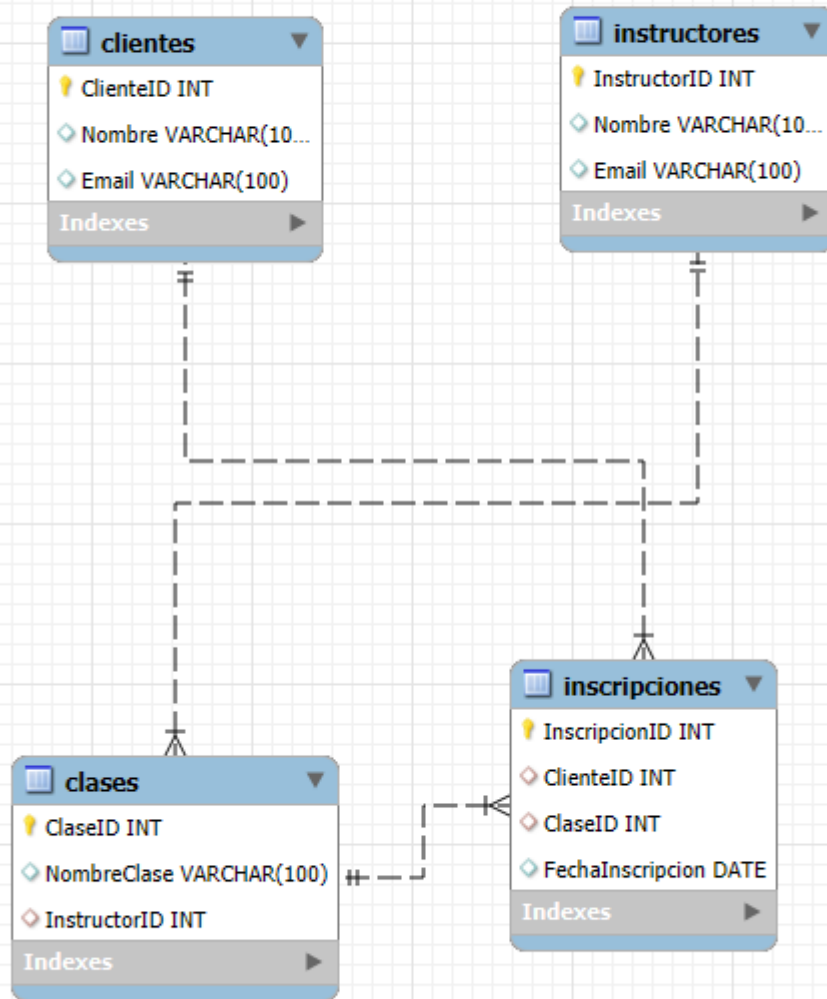 clientes
ClienteID INT
Nombre VARCHAR(10...
Email VARCHAR(100)
Indexes
instructores
InstructorID INT
Nombre VARCHAR(10...
Email VARCHAR(100)
Indexes
clases
ClaseID INT
NombreClase VARCHAR(100)
InstructorID INT
Indexes
inscripciones
InscripcionID INT
ClienteID INT
ClaseID INT
FechaInscripcion DATE
Indexes